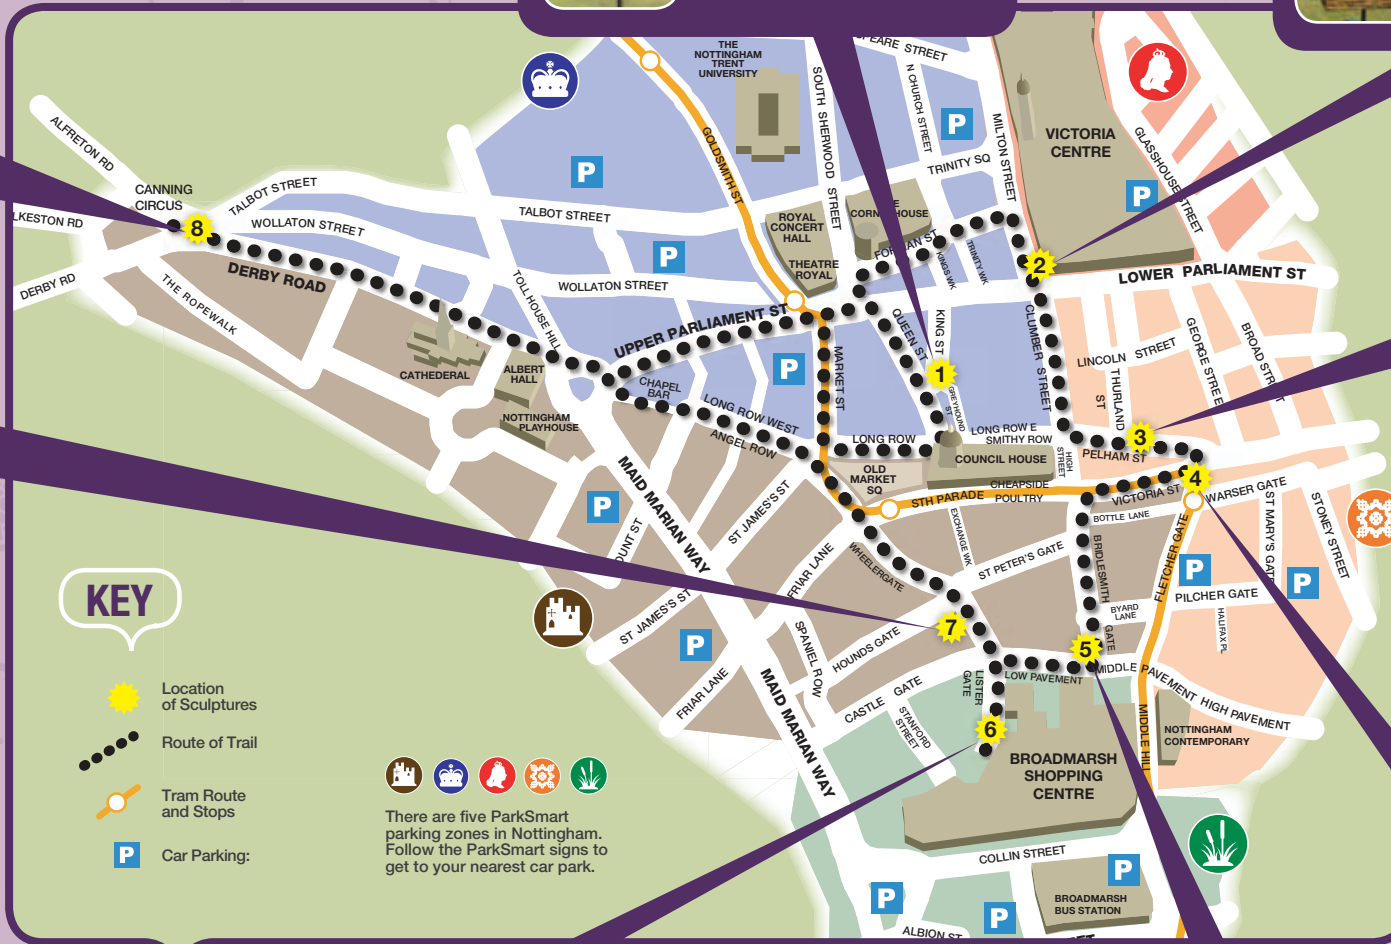 THE
NOTTINGHAM
TRENT
UNIVERSITY
GOLDSMITH ST
SOUTH SHERWOOD STREET
PEARE STREET
N CHURCH STREET
P
MILTON STREET
VICTORIA
CENTRE
GLASSHOUSE STREET
P
TRINITY SQ
ALFRETON RD
CANNING
CIRCUS
LKESTON RD
DERBY RD
8
TALBOT STREET
WOLLATON STREET
DERBY ROAD
THE ROPEWALK
P
TALBOT STREET
P
WOLLATON STREET
TOLL HOUSE HILL
ROYAL
CONCERT
HALL
THEATRE
ROYAL
KINGS WK
TRINITY WK
2
LOWER PARLIAMENT ST
UPPER PARLIAMENT ST
CATHEDERAL
ALBERT
HALL
NOTTINGHAM
PLAYHOUSE
CHAPEL
BAR
LONG ROW WEST
ANGEL ROW
P
MARKET ST
QUEEN ST
KING ST
1
GREYHOUND
ST
CLUMBER STREET
LINCOLN STREET
THURLAND
ST
BROAD STREET
LONG ROW
LONG ROW E
SMITHY ROW
COUNCIL HOUSE
HIGH
STREET
3
PELHAM ST
4
OLD
MARKET
SQ
CHEAPSIDE
STH PARADE
POULTRY
VICTORIA ST
WARSER GATE
BOTTLE LANE
EXCHANGE WK
ST PETER'S GATE
BRIDLESMITH
GATE
FLETCHER GATE
ST MARY'S GATE
STONEY STREET
P
P
PILCHER GATE
BYARD
LANE
HALIFAX PL
MAID MARIAN WAY
P
ST JAMES'S ST
ST JAMES'S ST
FRIAR LANE
FRIAR LANE
P
WHEELERGATE
SPANIEL ROW
HOUNDS GATE
7
CASTLE GATE
STANFORD
STREET
LISTER
GATE
LOW PAVEMENT
5
MIDDLE PAVEMENT
HIGH PAVEMENT
MIDDLE HILL
NOTTINGHAM
CONTEMPORARY
6
BROADMARSH
SHOPPING
CENTRE
MAID MARIAN WAY
COLLIN STREET
BROADMARSH
BUS STATION
P
P
P
ALBION ST
KEY
Location
of Sculptures
Route of Trail
Tram Route
and Stops
P
Car Parking:
There are five ParkSmart
parking zones in Nottingham.
Follow the ParkSmart signs to
get to your nearest car park.